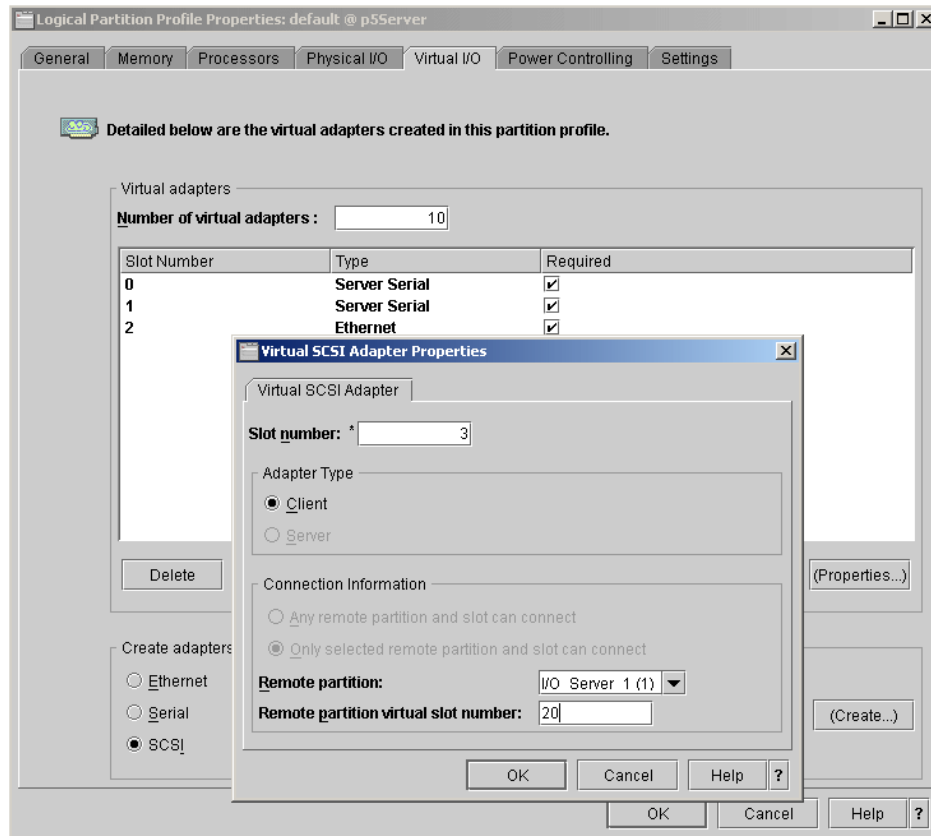 Logical Partition Profile Properties: default @ p5Server
General Memory Processors Physical I/O Virtual I/O Power Controlling Settings
Detailed below are the virtual adapters created in this partition profile.
Virtual adapters
Number of virtual adapters : 10
Slot Number Type Required
0 Server Serial
1 Server Serial
2 Ethernet
Virtual SCSI Adapter Properties
Virtual SCSI Adapter
Slot number: * 3
Adapter Type
Client
Server
Delete
(Properties...)
Connection Information
Any remote partition and slot can connect
Only selected remote partition and slot can connect
Remote partition: I/O Server 1 (1)
Remote partition virtual slot number: 20
Create adapters
Ethernet
Serial
SCSI
(Create...)
OK Cancel Help ?
OK Cancel Help ?